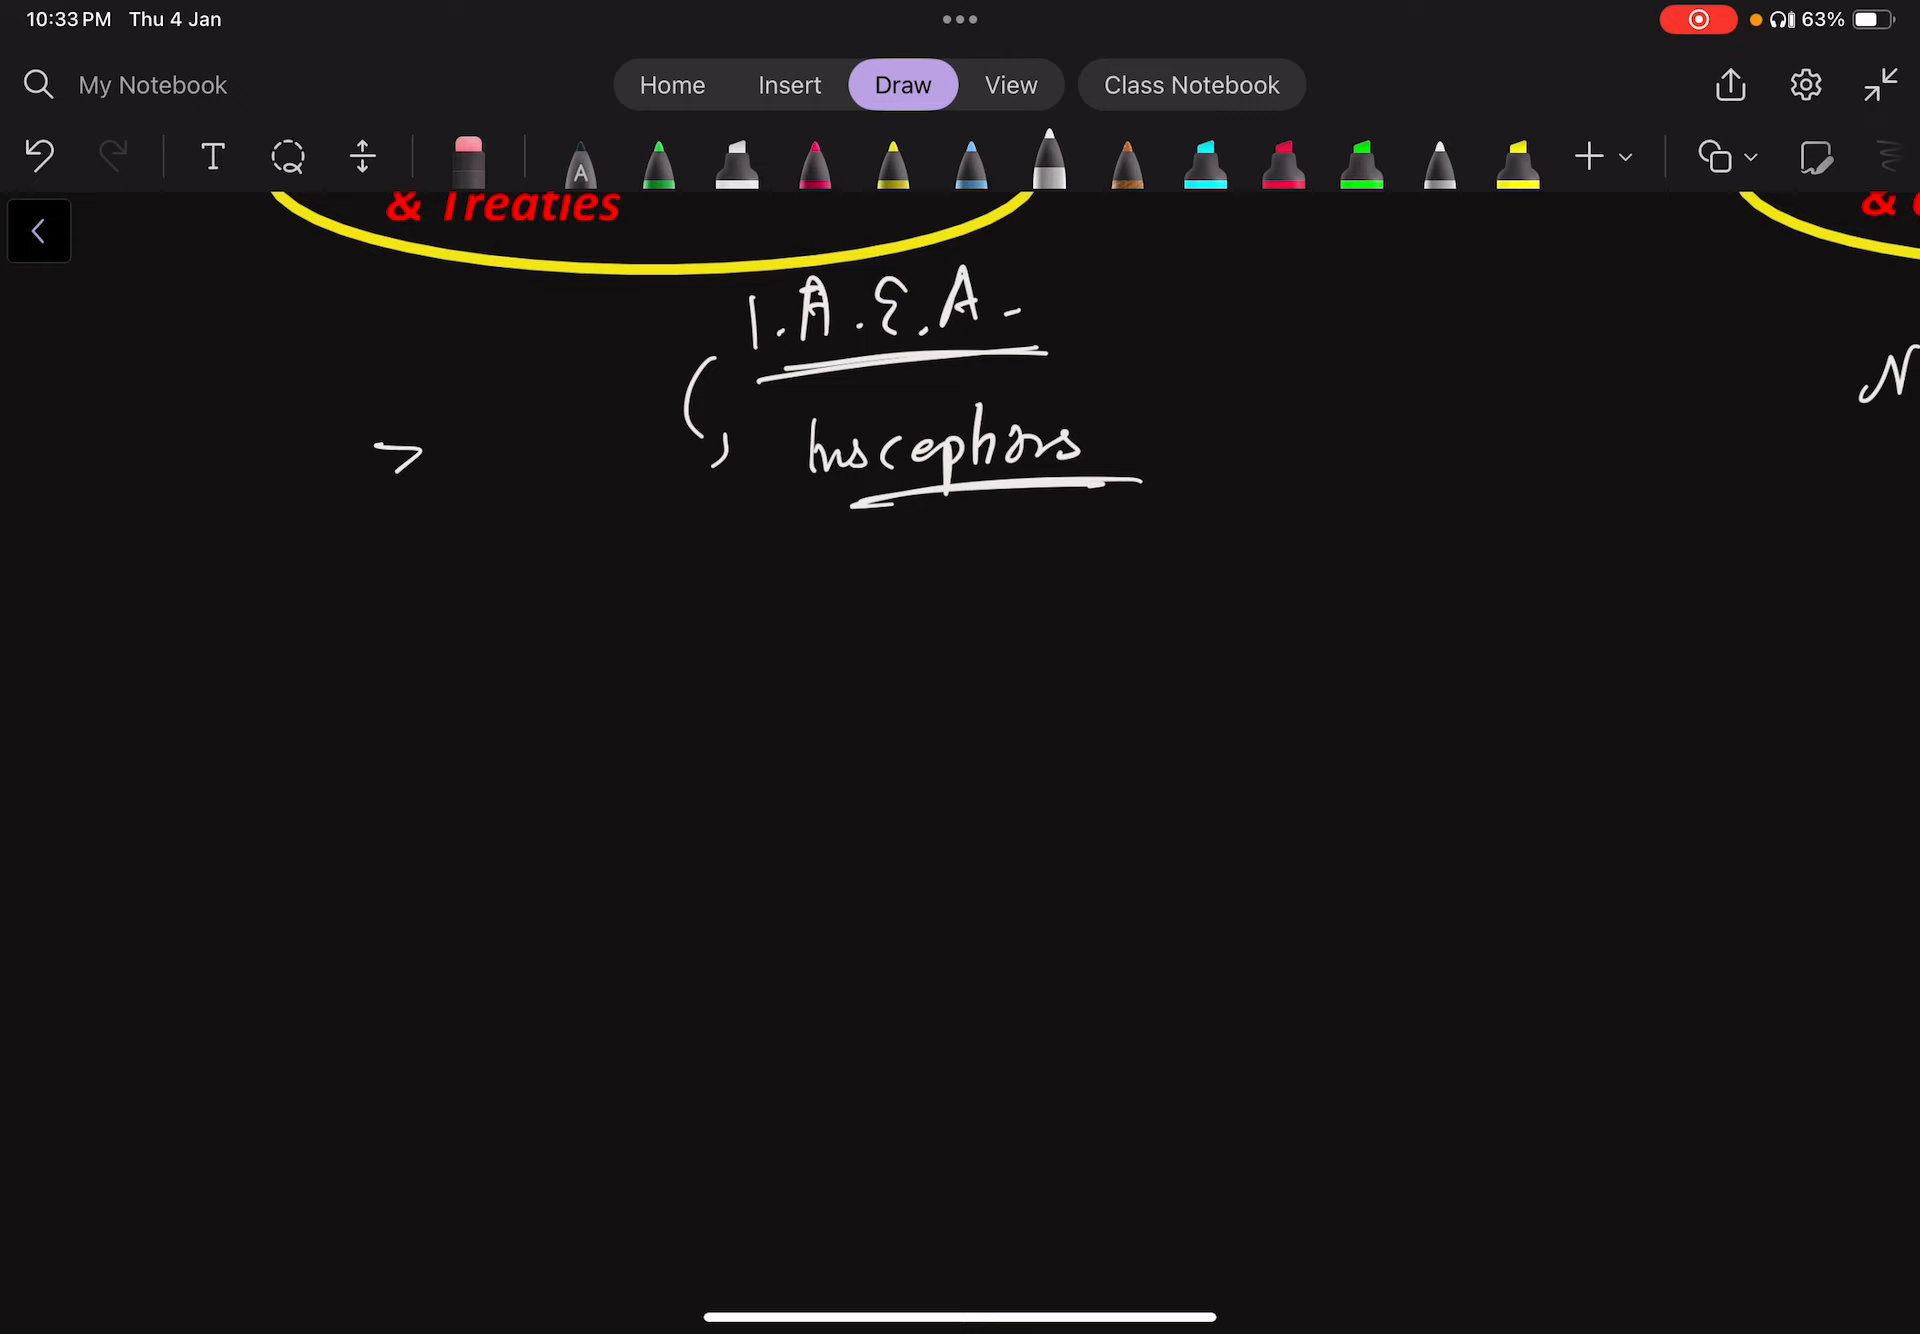 10:33 PM Thu 4 Jan
63%
My Notebook
Home Insert Draw View Class Notebook
T A
& Treaties
&
I.A.E.A.
N
Inscephors